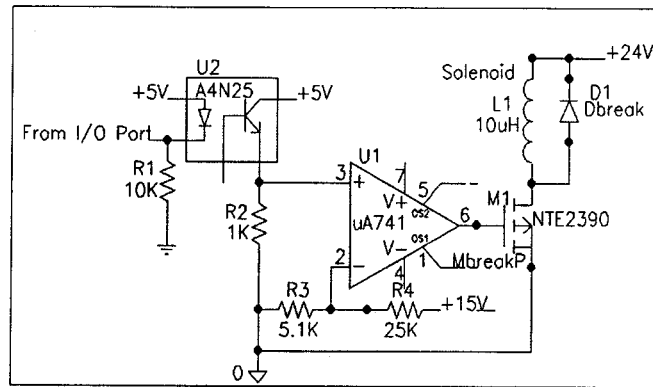 U2
A4N25
+5V
+5V
From I/O Port
R1
10K
R2
1K
3
+
2
-
U1
7
V+
uA741
V-
4
5
OS2
6
OS1
1
R3
5.1K
R4
25K
+15V
0
Solenoid
L1
10uH
+24V
D1
Dbreak
M1
NTE2390
MbreakP